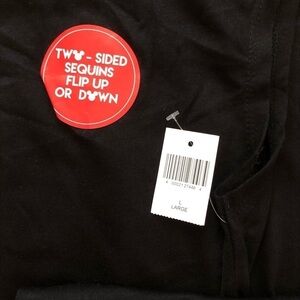 TWO - SIDED
SEQUINS
FLIP UP
OR DOWN
L
LARGE